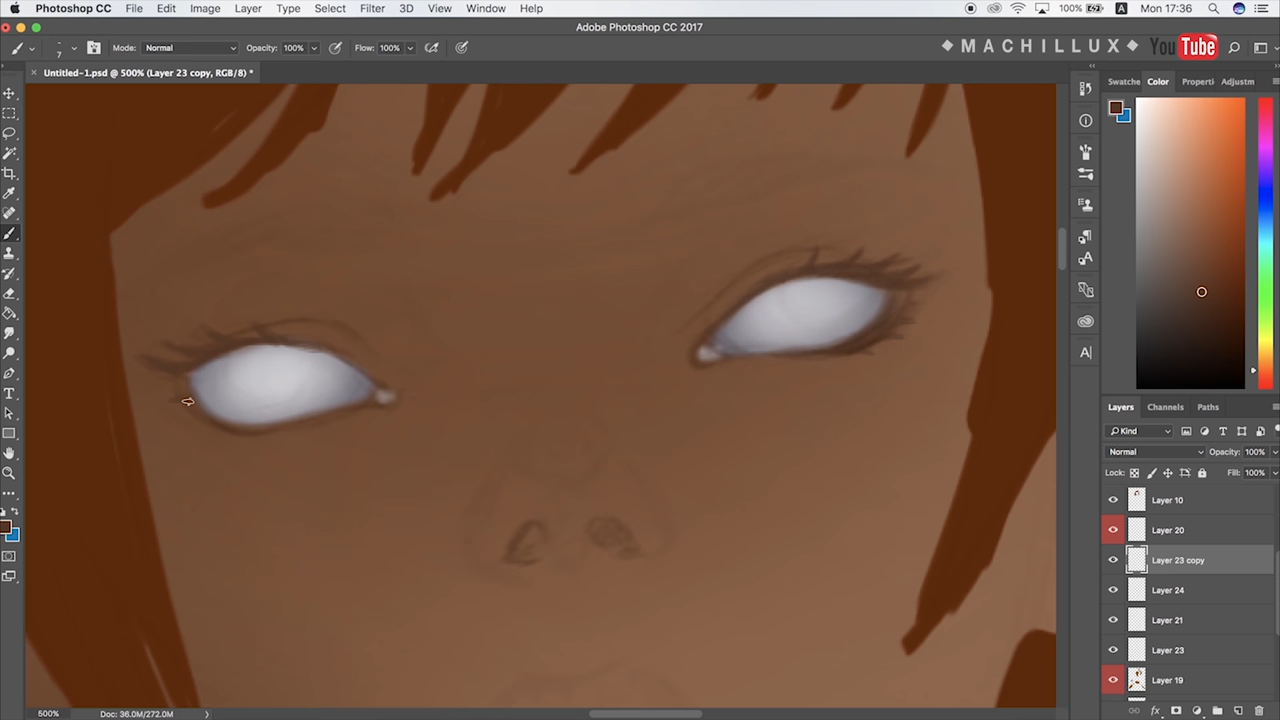 Photoshop CC File Edit Image Layer Type Select Filter 3D View Window Help 100% A Mon 17:36
Adobe Photoshop CC 2017
7 Mode: Normal Opacity: 100% Flow: 100% MACHILLUX YouTube
Untitled-1.psd @ 500% (Layer 23 copy, RGB/8) *
Swatche Color Properti Adjustm
Layers Channels Paths
Kind
Normal Opacity: 100%
Lock: Fill: 100%
Layer 10
Layer 20
Layer 23 copy
Layer 24
Layer 21
Layer 23
Layer 19
500% Doc: 36.0M/272.0M